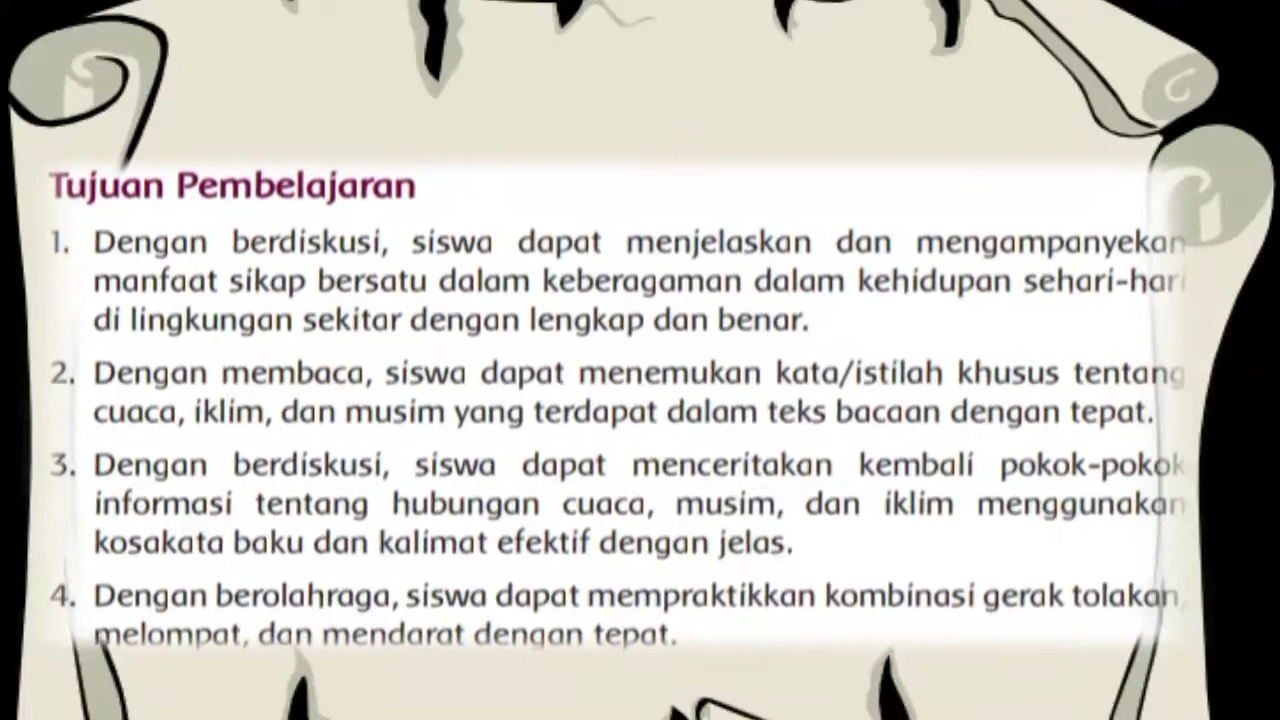 Tujuan Pembelajaran
1. Dengan berdiskusi, siswa dapat menjelaskan dan mengampanyekan
manfaat sikap bersatu dalam keberagaman dalam kehidupan sehari-hari
di lingkungan sekitar dengan lengkap dan benar.
2. Dengan membaca, siswa dapat menemukan kata/istilah khusus tentang
cuaca, iklim, dan musim yang terdapat dalam teks bacaan dengan tepat.
3. Dengan berdiskusi, siswa dapat menceritakan kembali pokok-pokok
informasi tentang hubungan cuaca, musim, dan iklim menggunakan
kosakata baku dan kalimat efektif dengan jelas.
4. Dengan berolahraga, siswa dapat mempraktikkan kombinasi gerak tolakan,
melompat, dan mendarat dengan tepat.